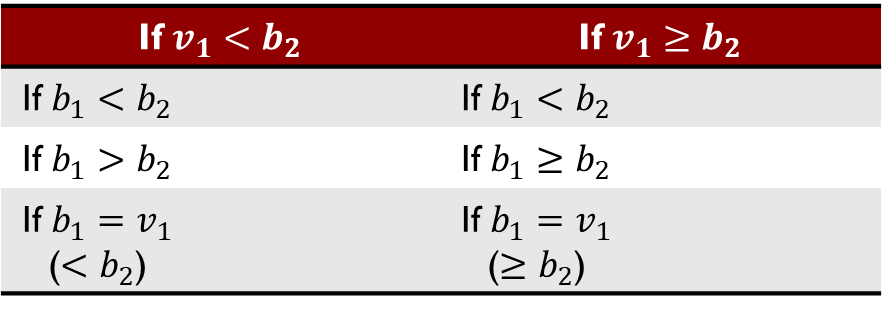 If v₁ < b₂ If v₁ ≥ b₂
If b₁ < b₂ If b₁ < b₂
If b₁ > b₂ If b₁ ≥ b₂
If b₁ = v₁ If b₁ = v₁
(< b₂) (≥ b₂)